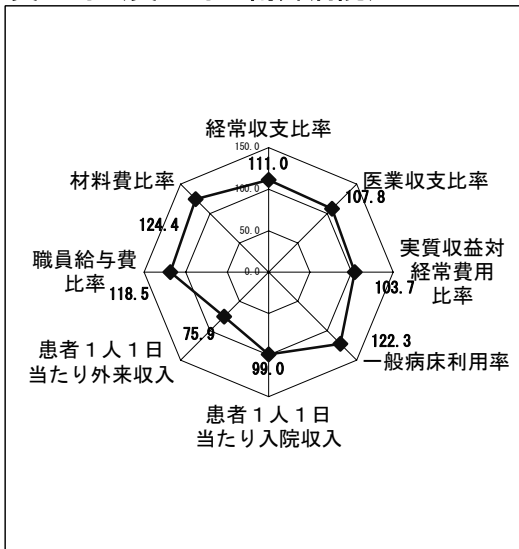 経常収支比率
150.0
111.0
材料費比率
医業収支比率
100.0
124.4
107.8
50.0
職員給与費
比率
実質収益対
経常費用
比率
0.0
118.5
103.7
75.9
122.3
患者１人１日
当たり外来収入
99.0
一般病床利用率
患者１人１日
当たり入院収入